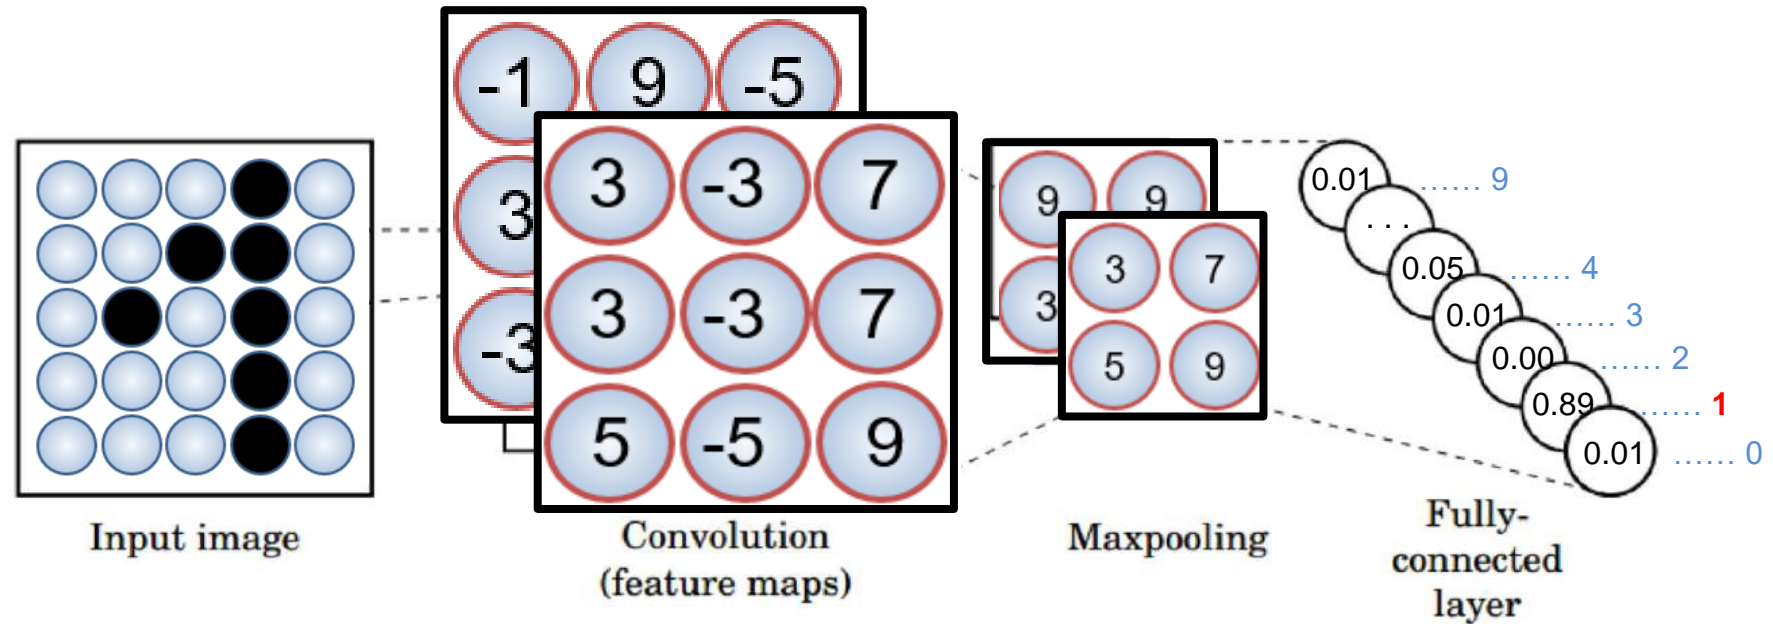 -1 9 -5
3
-3
3 -3 7
3 -3 7
5 -5 9
9 9
3
3 7
5 9
0.01 ...... 9
. . .
0.05 ...... 4
0.01 ...... 3
0.00 ...... 2
0.89 ...... 1
0.01 ...... 0
Input image
Convolution
(feature maps)
Maxpooling
Fully-
connected
layer